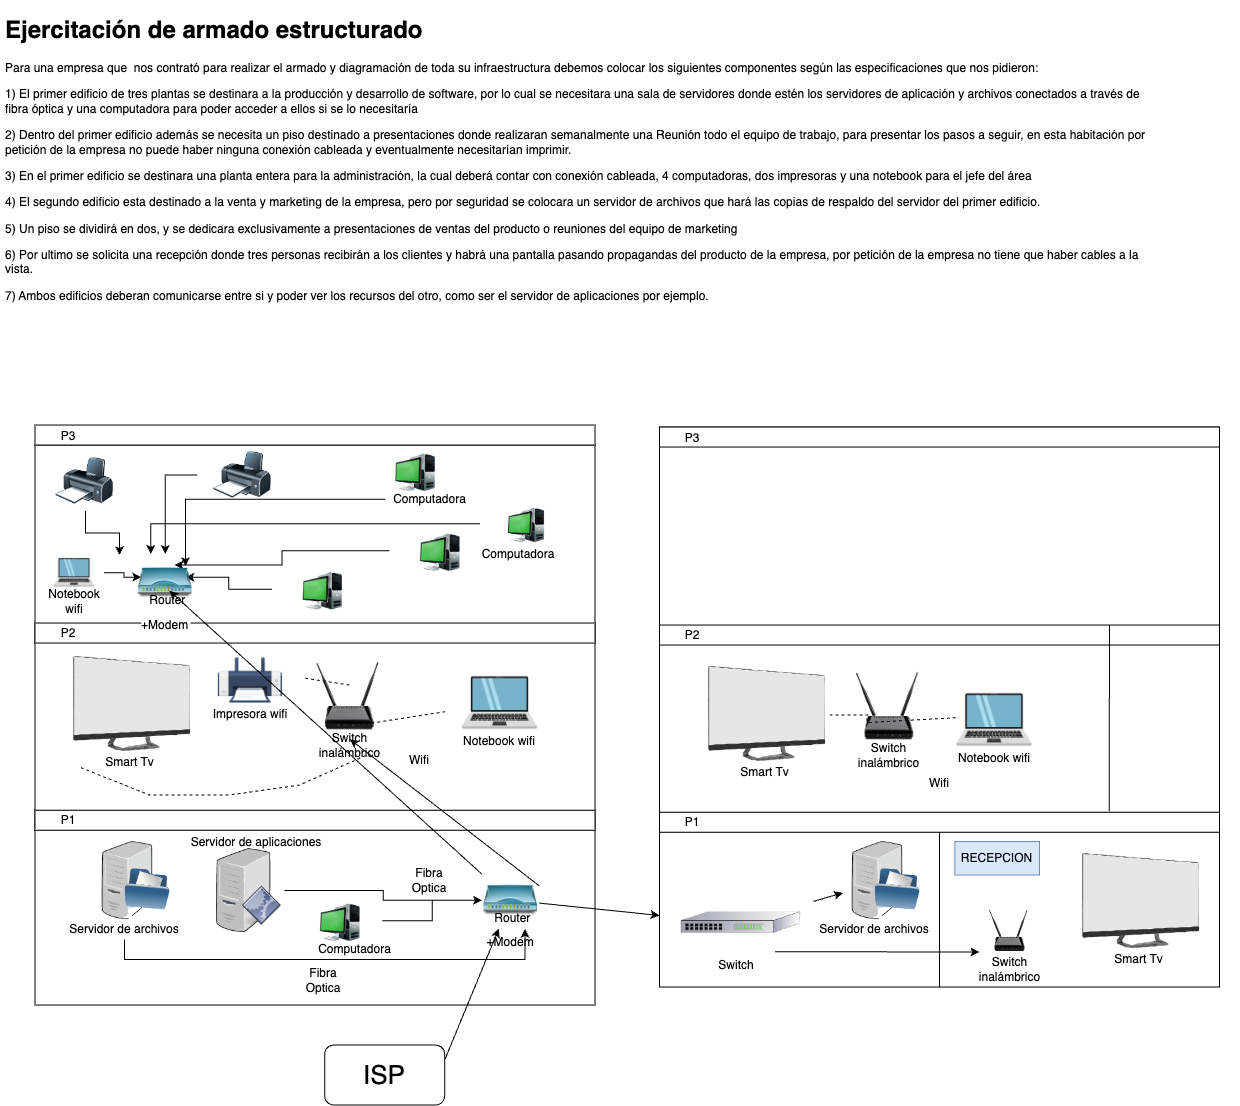 Ejercitación de armado estructurado
Para una empresa que  nos contrató para realizar el armado y diagramación de toda su infraestructura debemos colocar los siguientes componentes según las especificaciones que nos pidieron:
1) El primer edificio de tres plantas se destinara a la producción y desarrollo de software, por lo cual se necesitara una sala de servidores donde estén los servidores de aplicación y archivos conectados a través de
fibra óptica y una computadora para poder acceder a ellos si se lo necesitaría
2) Dentro del primer edificio además se necesita un piso destinado a presentaciones donde realizaran semanalmente una Reunión todo el equipo de trabajo, para presentar los pasos a seguir, en esta habitación por
petición de la empresa no puede haber ninguna conexión cableada y eventualmente necesitarían imprimir.
3) En el primer edificio se destinara una planta entera para la administración, la cual deberá contar con conexión cableada, 4 computadoras, dos impresoras y una notebook para el jefe del área
4) El segundo edificio esta destinado a la venta y marketing de la empresa, pero por seguridad se colocara un servidor de archivos que hará las copias de respaldo del servidor del primer edificio.
5) Un piso se dividirá en dos, y se dedicara exclusivamente a presentaciones de ventas del producto o reuniones del equipo de marketing
6) Por ultimo se solicita una recepción donde tres personas recibirán a los clientes y habrá una pantalla pasando propagandas del producto de la empresa, por petición de la empresa no tiene que haber cables a la
vista.
7) Ambos edificios deberan comunicarse entre si y poder ver los recursos del otro, como ser el servidor de aplicaciones por ejemplo.
P3
Computadora
Computadora
Notebook
wifi
Router
+Modem
P2
Impresora wifi
Smart Tv
Switch
inalámbrico
Notebook wifi
Wifi
P1
Servidor de aplicaciones
Servidor de archivos
Fibra
Optica
Computadora
Router
+Modem
Fibra
Optica
ISP
P3
P2
Smart Tv
Switch
inalámbrico
Notebook wifi
Wifi
P1
RECEPCION
Switch
Servidor de archivos
Switch
inalámbrico
Smart Tv